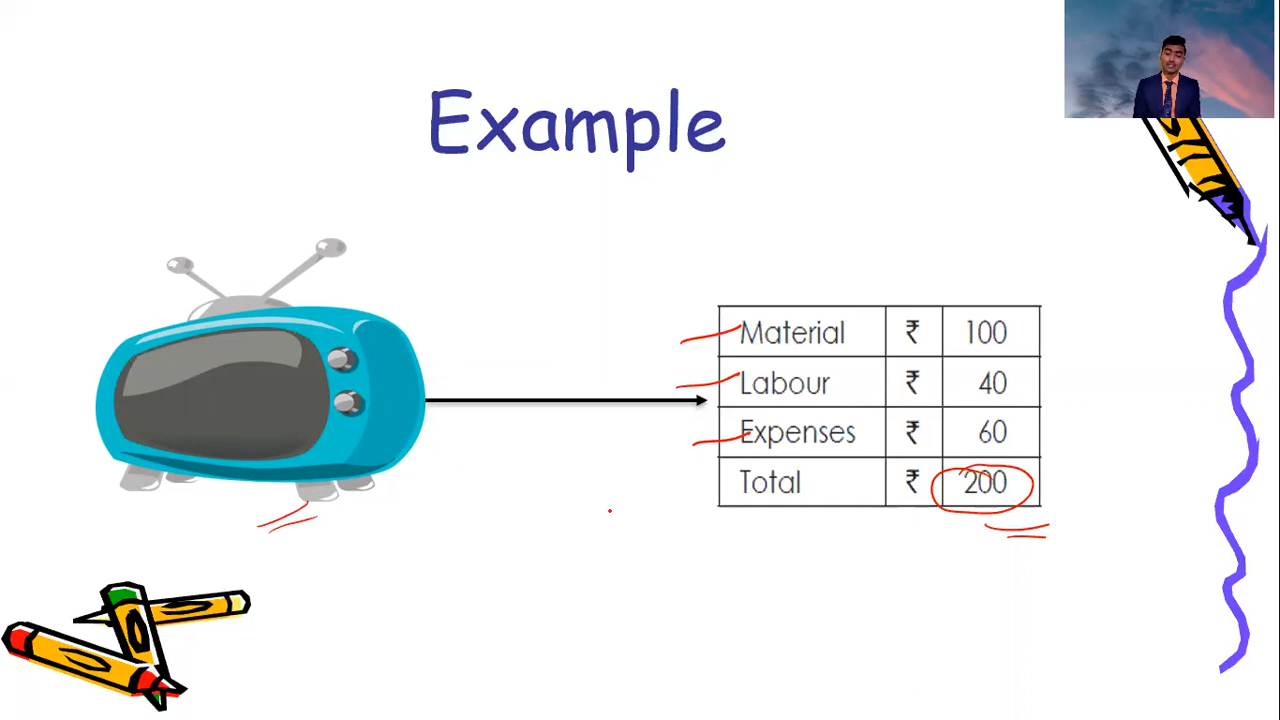 Example
Material ₹ 100
Labour ₹ 40
Expenses ₹ 60
Total ₹ 200